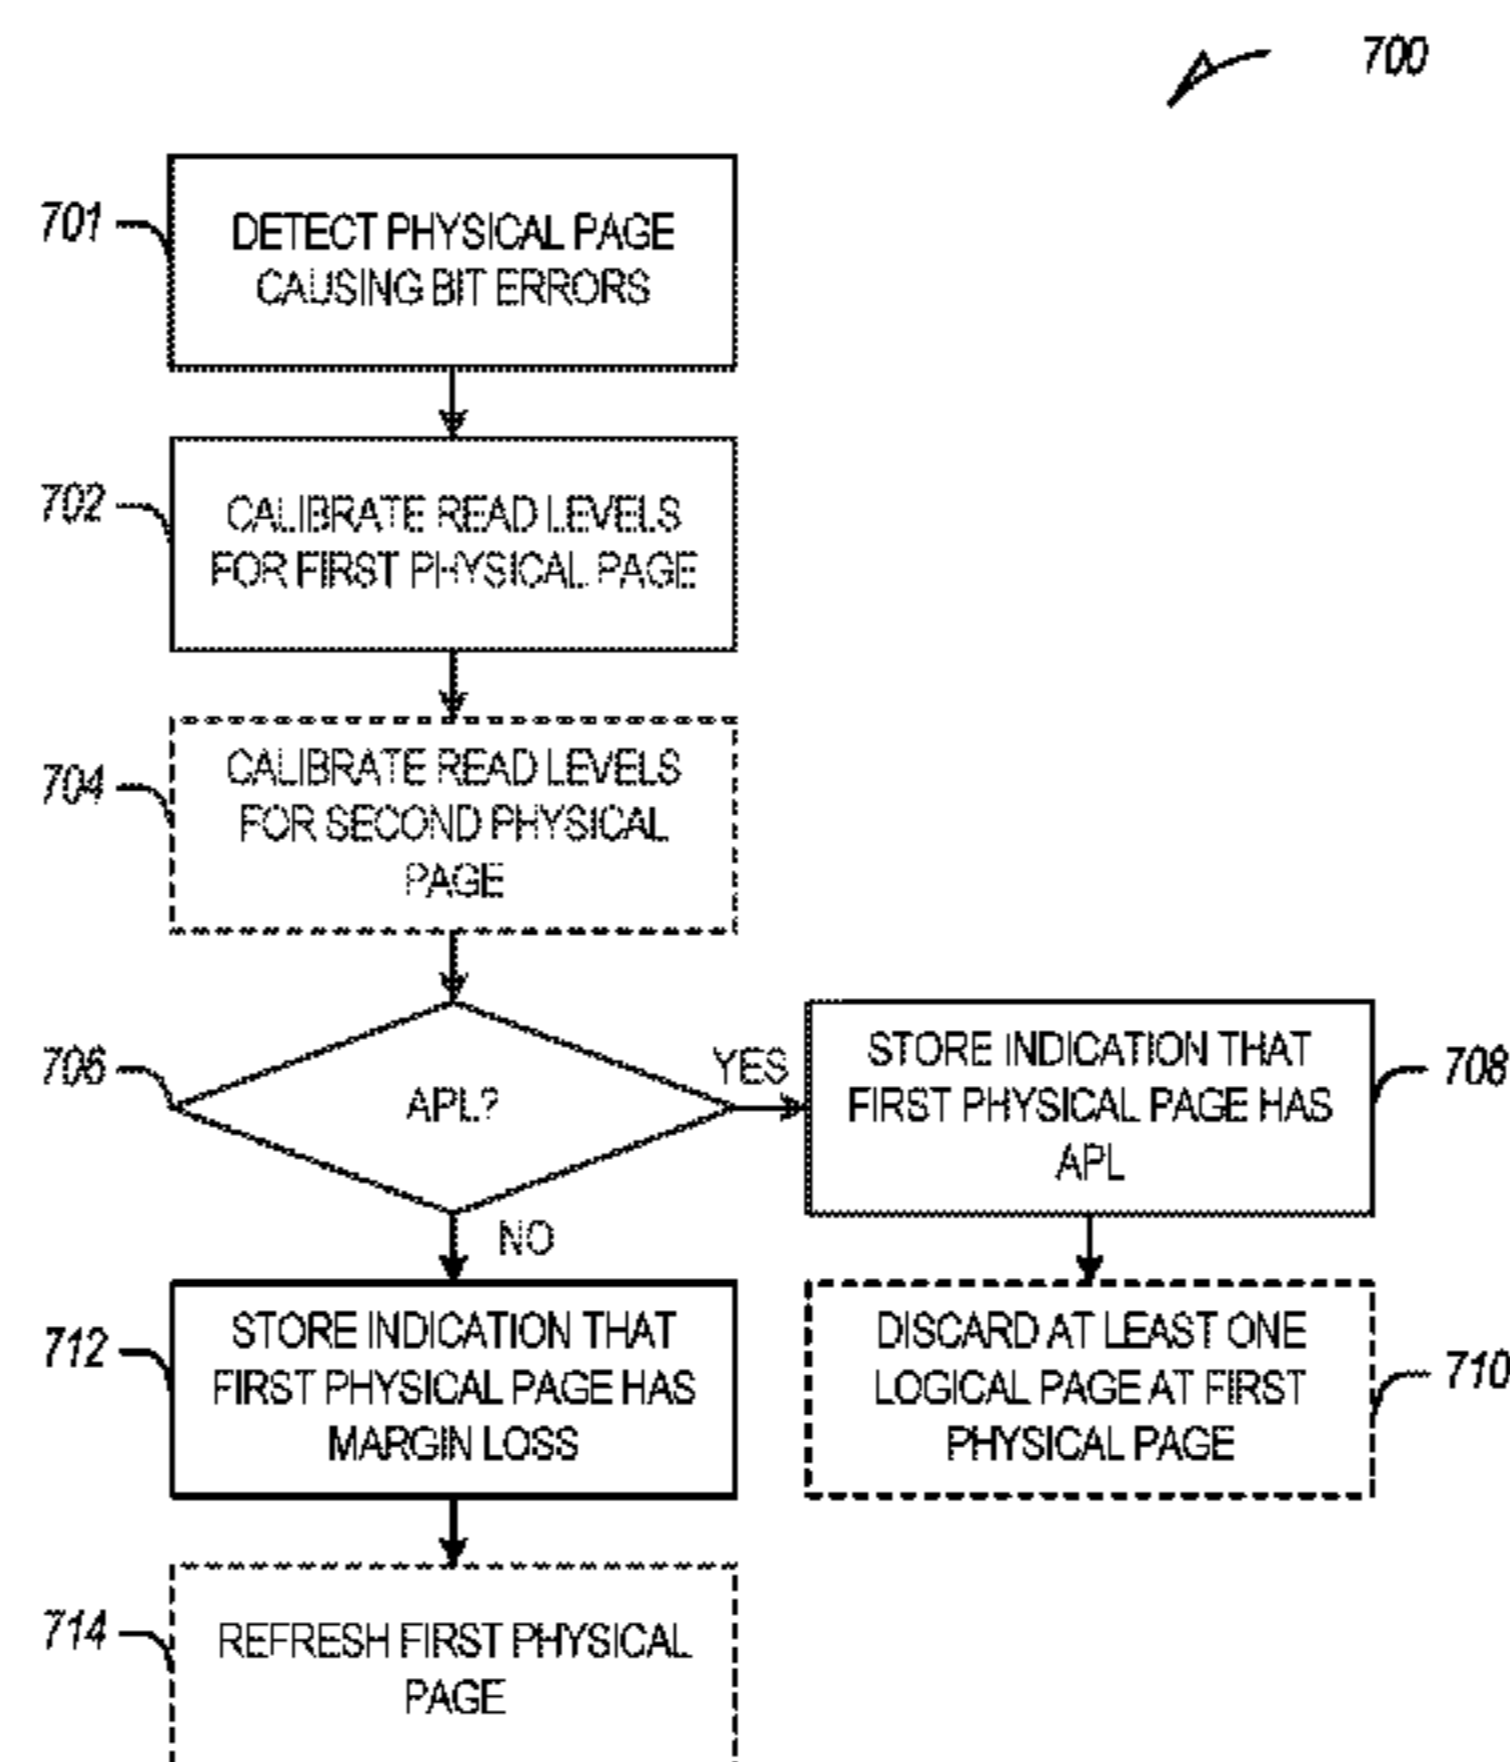 700
701
DETECT PHYSICAL PAGE
CAUSING BIT ERRORS
702
CALIBRATE READ LEVELS
FOR FIRST PHYSICAL PAGE
704
CALIBRATE READ LEVELS
FOR SECOND PHYSICAL
PAGE
706
APL?
YES
STORE INDICATION THAT
FIRST PHYSICAL PAGE HAS
APL
708
NO
712
STORE INDICATION THAT
FIRST PHYSICAL PAGE HAS
MARGIN LOSS
DISCARD AT LEAST ONE
LOGICAL PAGE AT FIRST
PHYSICAL PAGE
710
714
REFRESH FIRST PHYSICAL
PAGE